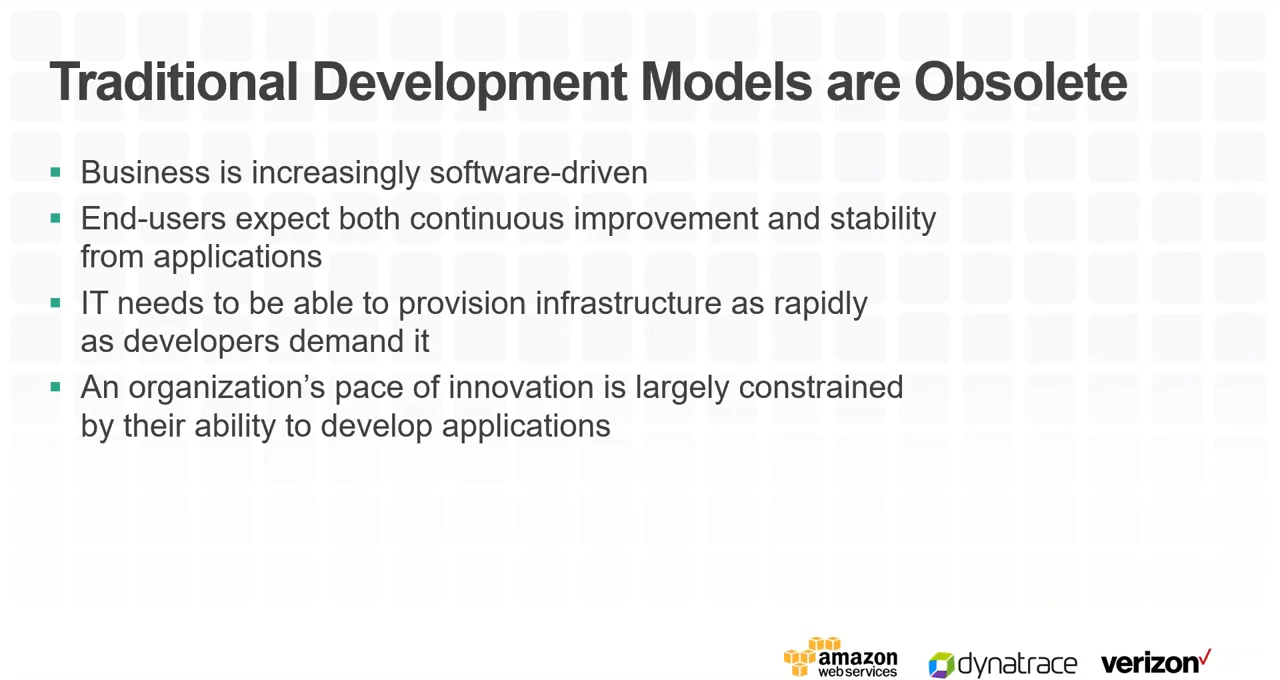 Traditional Development Models are Obsolete
Business is increasingly software-driven
End-users expect both continuous improvement and stability
from applications
IT needs to be able to provision infrastructure as rapidly
as developers demand it
An organization’s pace of innovation is largely constrained
by their ability to develop applications
amazon
webservices
dynatrace
verizon✓